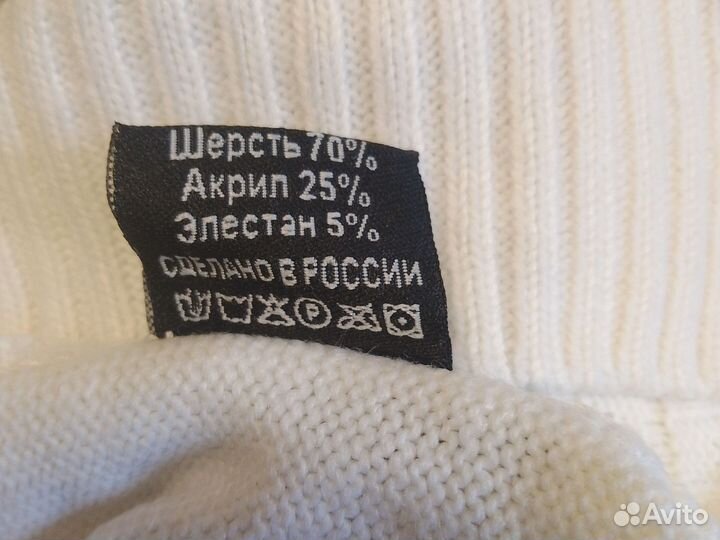 Шерсть 70%
Акрил 25%
Элестан 5%
СДЕЛАНО В РОССИИ
P
Avito